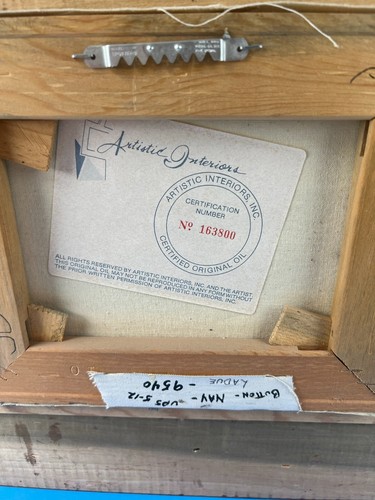 Artistic Interiors
ARTISTIC INTERIORS, INC.
CERTIFICATION
NUMBER
Nº 163800
CERTIFIED ORIGINAL OIL
ALL RIGHTS RESERVED BY ARTISTIC INTERIORS, INC. AND THE ARTIST
THIS ORIGINAL OIL MAY NOT BE REPRODUCED IN ANY FORM WITHOUT
THE PRIOR WRITTEN PERMISSION OF ARTISTIC INTERIORS, INC.
BUTTON - NAY - UPS 5-12
LADUE - 9540